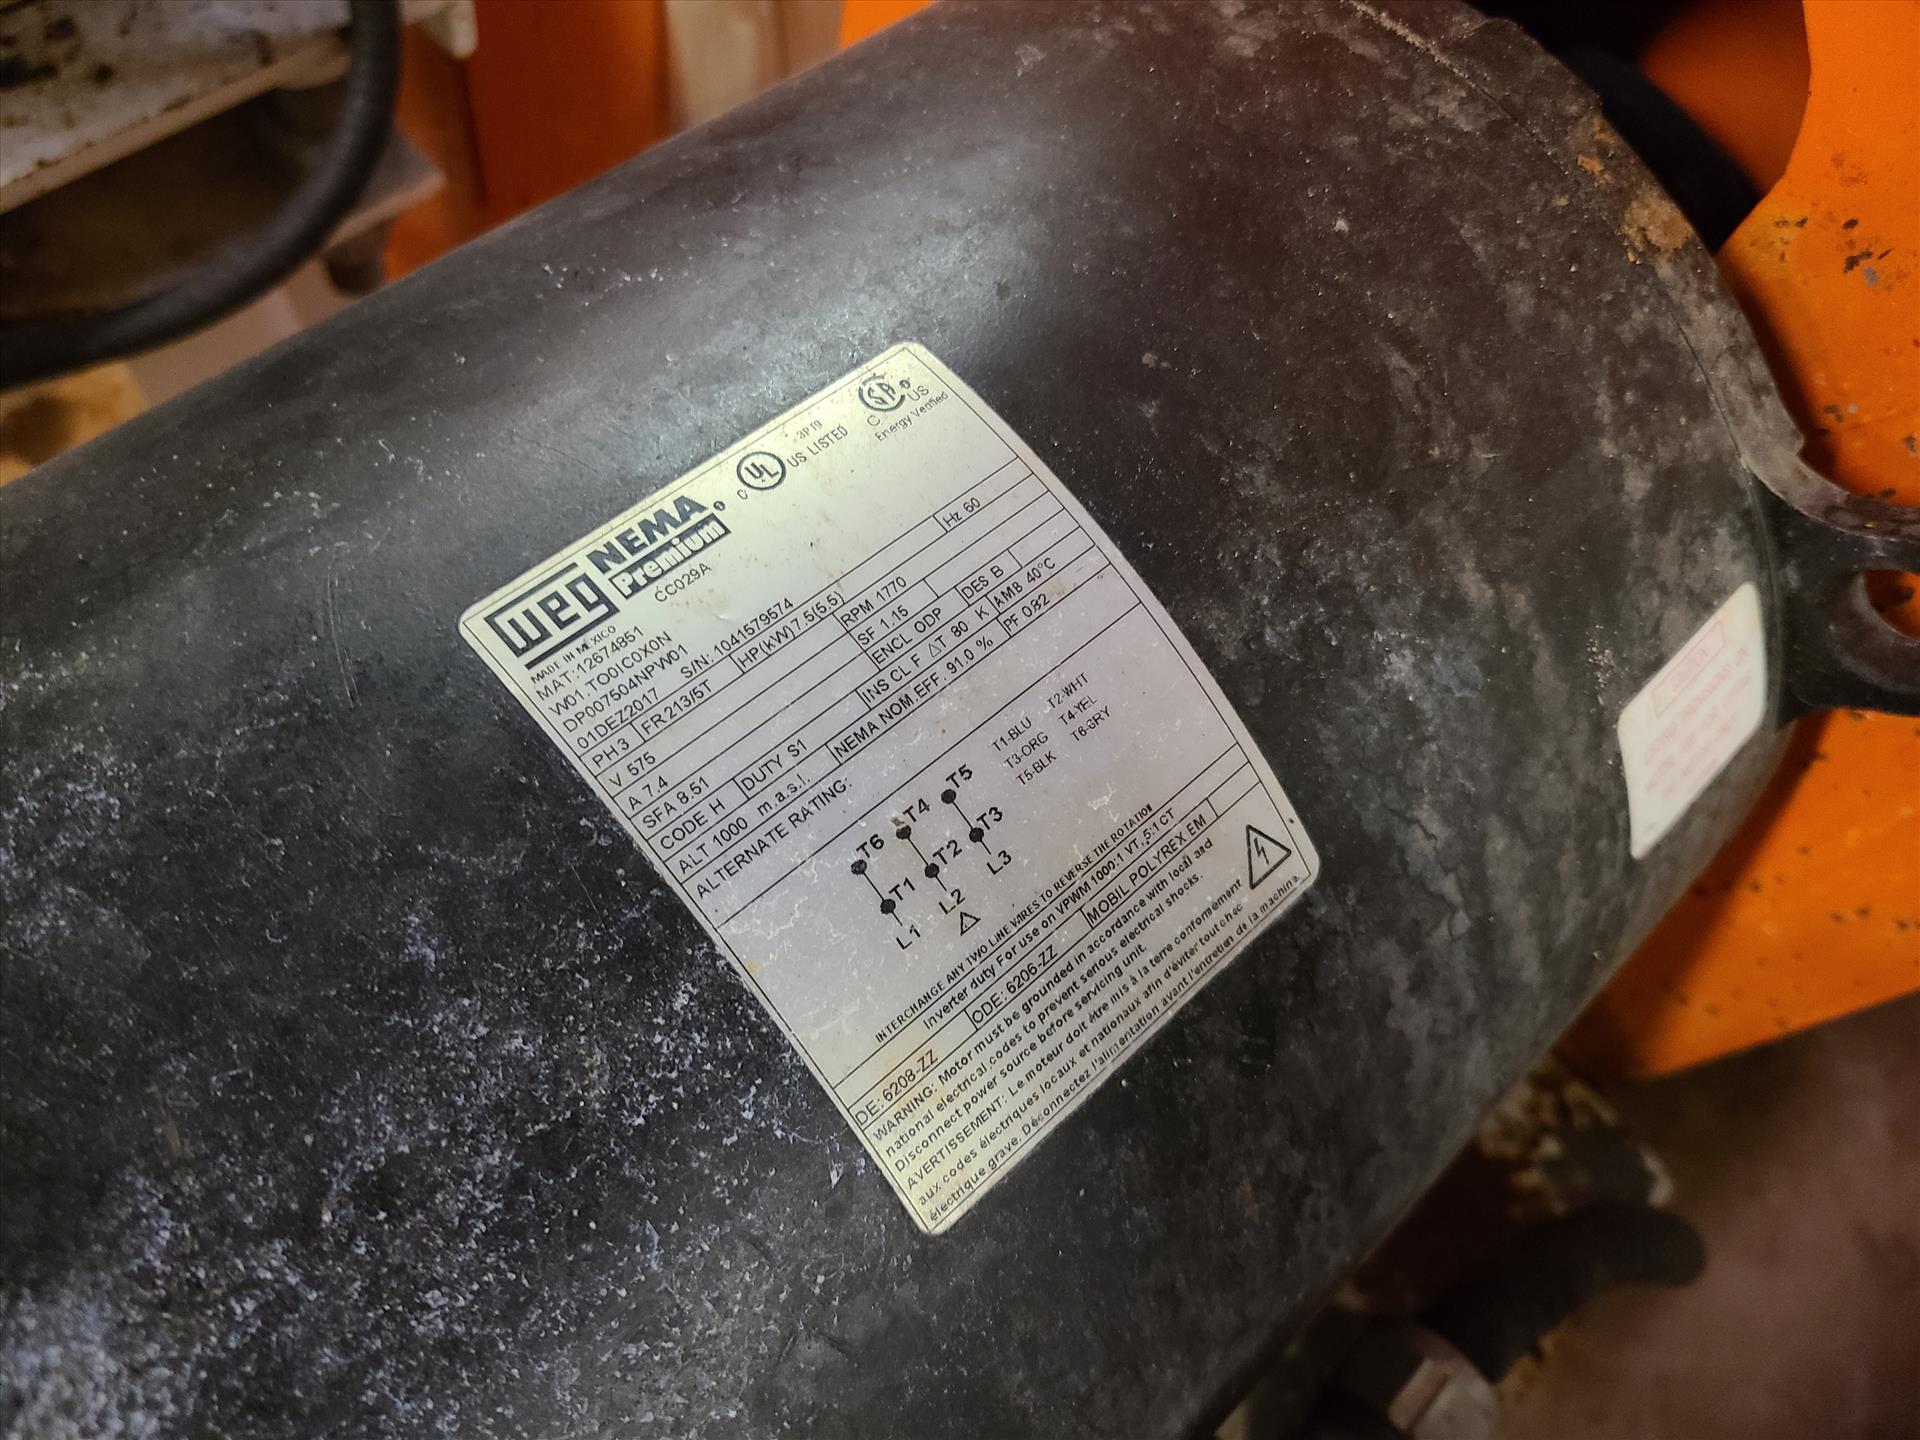 weg NEMA Premium
CC029A
C UL US LISTED
3PT9
SA
C US
Energy Verified
MADE IN MÉXICO
MAT:12674851
W01.TO0IC0X0N
DP007504NPW01
01DEZ2017 S/N: 1041579574
PH 3 FR 213/5T HP(kW) 7.5(5.5) Hz 60
V 575 RPM 1770
A 7.4 SF 1.15
SFA 8.51 ENCL ODP DES B
CODE H DUTY S1 INS CL F ΔT 80 K AMB 40°C
ALT 1000 m.a.s.l. NEMA NOM.EFF. 91.0 % PF 0.82
ALTERNATE RATING:
T6 T4 T5
T1 T2 T3
L1 L2 L3
△
T1-BLU T2-WHT
T3-ORG T4-YEL
T5-BLK T6-GRY
INTERCHANGE ANY TWO LINE WIRES TO REVERSE THE ROTATION
Inverter duty For use on VPWM 1000:1 VT, 5:1 CT
DE: 6208-ZZ ODE: 6206-ZZ MOBIL POLYREX EM
WARNING: Motor must be grounded in accordance with local and
national electrical codes to prevent serious electrical shocks.
Disconnect power source before servicing unit.
AVERTISSEMENT: Le moteur doit être mis à la terre conformément
aux codes électriques locaux et nationaux afin d'éviter tout choc
électrique grave. Déconnectez l'alimentation avant l'entretien de la machine.